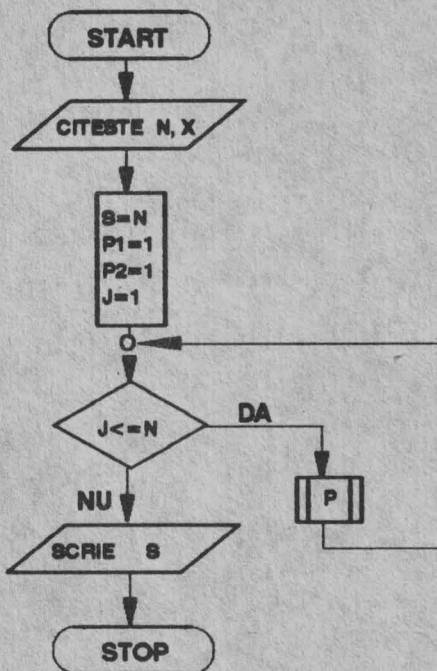 START
CITESTE N, X
S=N
P1=1
P2=1
J=1
J<=N
DA
P
NU
SCRIE S
STOP